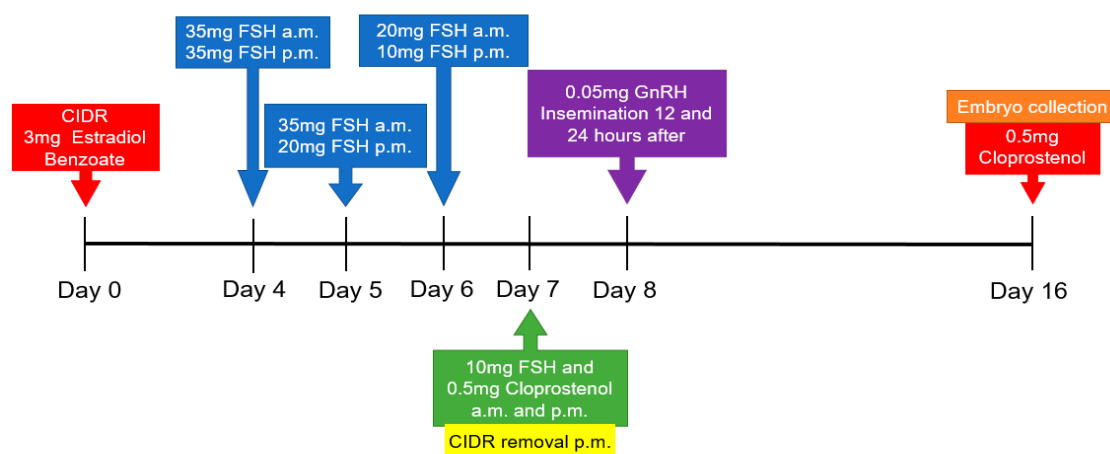 35mg FSH a.m.
35mg FSH p.m.
20mg FSH a.m.
10mg FSH p.m.
CIDR
3mg Estradiol
Benzoate
35mg FSH a.m.
20mg FSH p.m.
0.05mg GnRH
Insemination 12 and
24 hours after
Embryo collection
0.5mg
Cloprostenol
Day 0
Day 4
Day 5
Day 6
Day 7
Day 8
Day 16
10mg FSH and
0.5mg Cloprostenol
a.m. and p.m.
CIDR removal p.m.